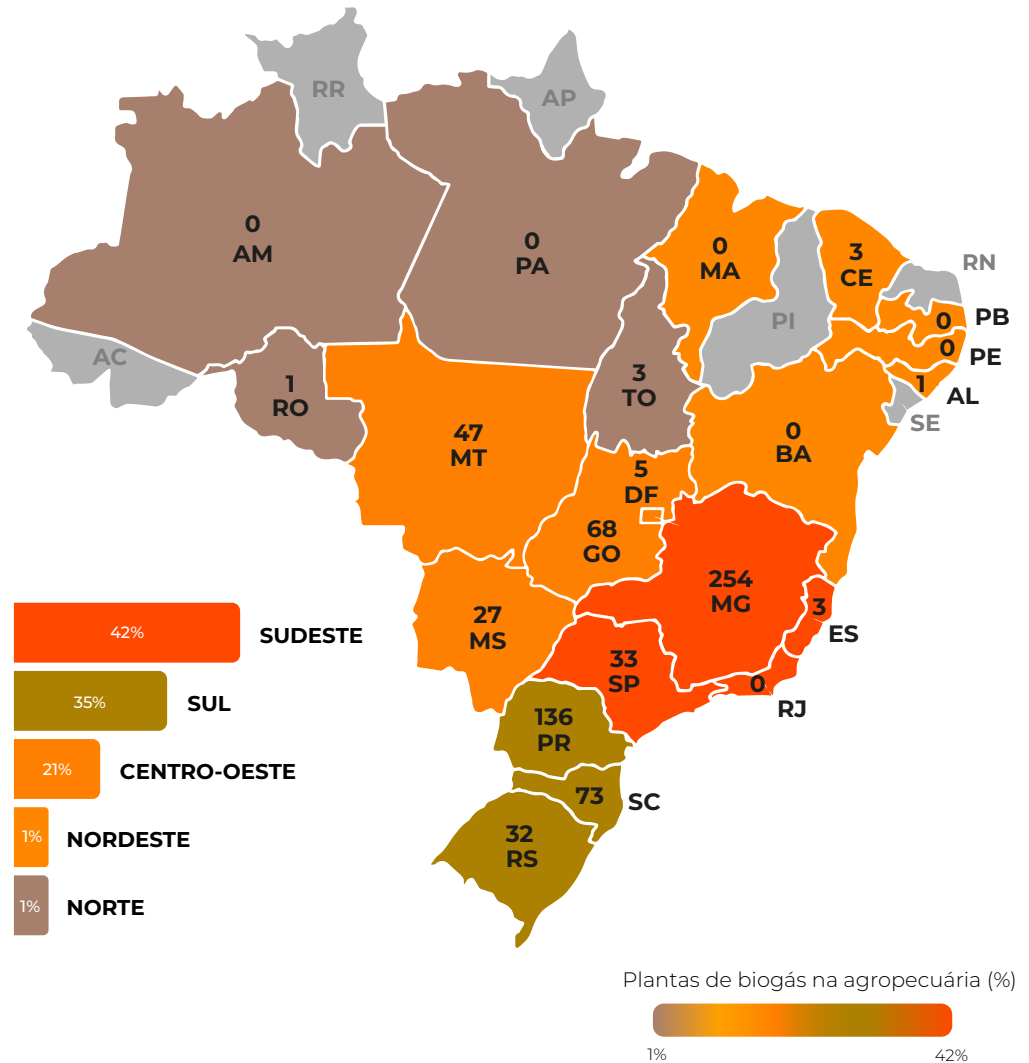 RR
AP
0
AM
0
PA
0
MA
3
CE
RN
PI
0
PB
0
PE
AC
1
RO
3
TO
1
AL
SE
47
MT
0
BA
5
DF
68
GO
254
MG
3
ES
27
MS
33
SP
0
RJ
136
PR
73
SC
32
RS
42% SUDESTE
35% SUL
21% CENTRO-OESTE
1% NORDESTE
1% NORTE
Plantas de biogás na agropecuária (%)
1% 42%